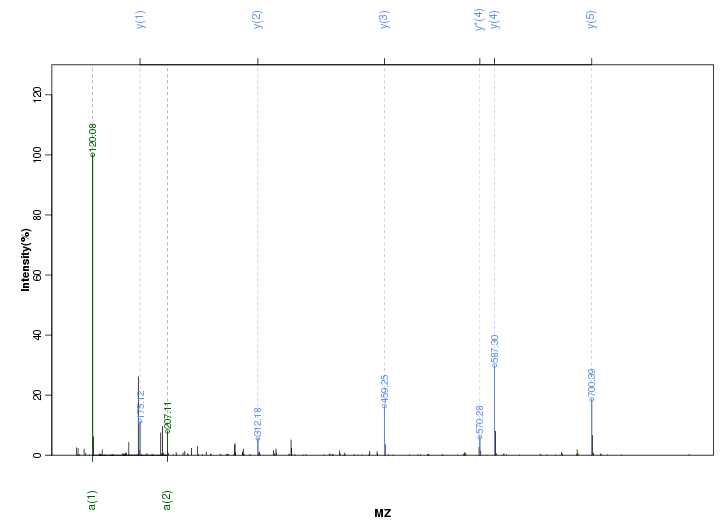 y(1)
y(2)
y(3)
y*(4)
y(4)
y(5)
120
100
80
60
40
20
0
Intensity(%)
120.08
175.12
207.11
312.18
459.25
570.28
587.30
700.39
a(1)
a(2)
MZ